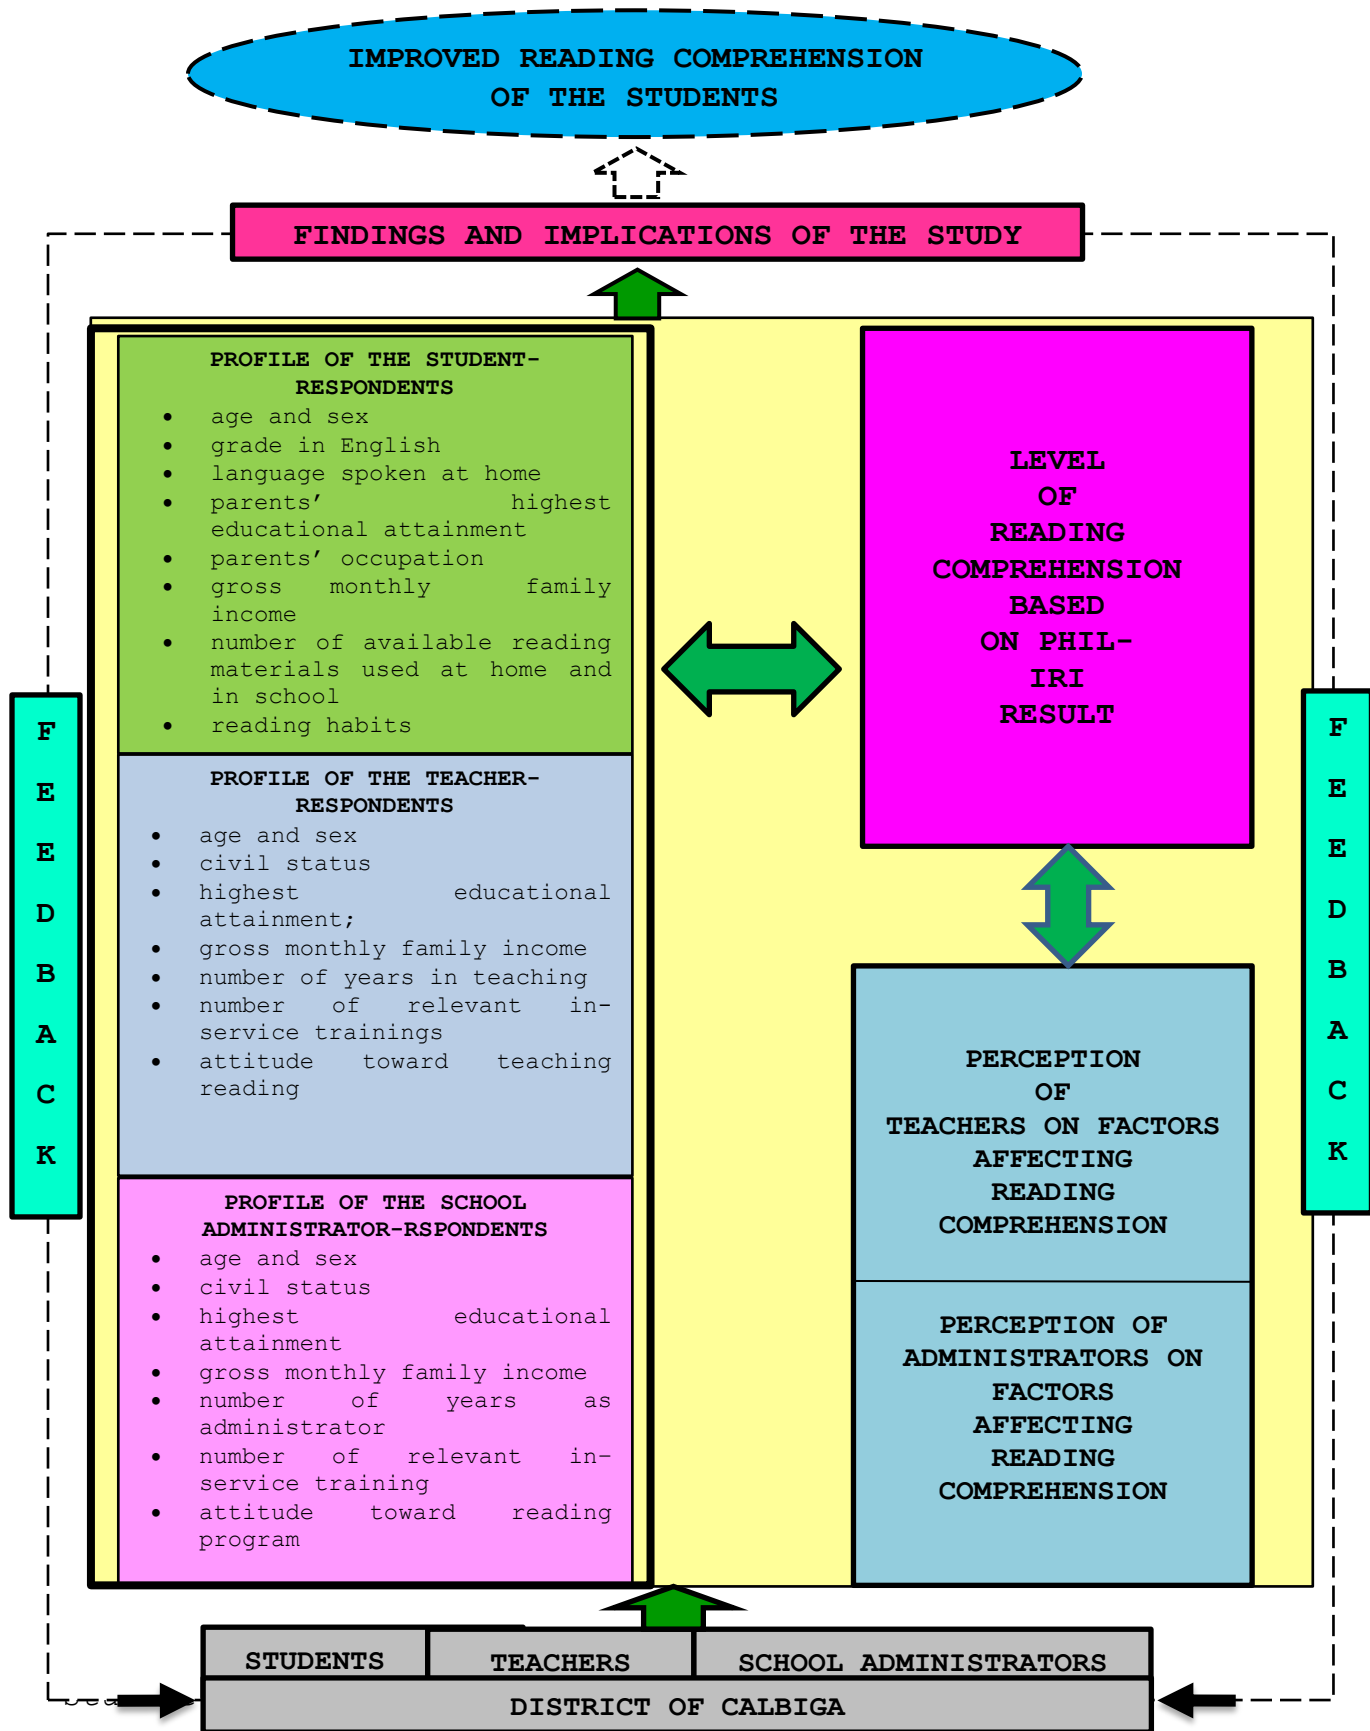 IMPROVED READING COMPREHENSION
OF THE STUDENTS
FINDINGS AND IMPLICATIONS OF THE STUDY
PROFILE OF THE STUDENT-
RESPONDENTS
• age and sex
• grade in English
• language spoken at home
• parents’ highest
educational attainment
• parents’ occupation
• gross monthly family
income
• number of available reading
materials used at home and
in school
• reading habits
PROFILE OF THE TEACHER-
RESPONDENTS
• age and sex
• civil status
• highest educational
attainment;
• gross monthly family income
• number of years in teaching
• number of relevant in-
service trainings
• attitude toward teaching
reading
PROFILE OF THE SCHOOL
ADMINISTRATOR-RSPONDENTS
• age and sex
• civil status
• highest educational
attainment
• gross monthly family income
• number of years as
administrator
• number of relevant in-
service training
• attitude toward reading
program
LEVEL
OF
READING
COMPREHENSION
BASED
ON PHIL-
IRI
RESULT
PERCEPTION
OF
TEACHERS ON FACTORS
AFFECTING
READING
COMPREHENSION
PERCEPTION OF
ADMINISTRATORS ON
FACTORS
AFFECTING
READING
COMPREHENSION
F
E
E
D
B
A
C
K
F
E
E
D
B
A
C
K
STUDENTS TEACHERS SCHOOL ADMINISTRATORS
DISTRICT OF CALBIGA